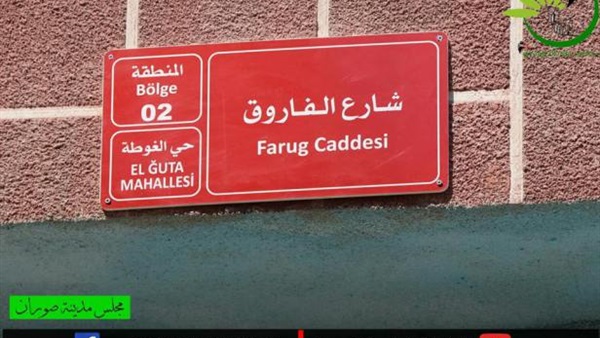 المنطقة
Bölge
02
حي الغوطة
EL ĞUTA
MAHALLESİ
شارع الفاروق
Farug Caddesi
مجلس مدينة صوران